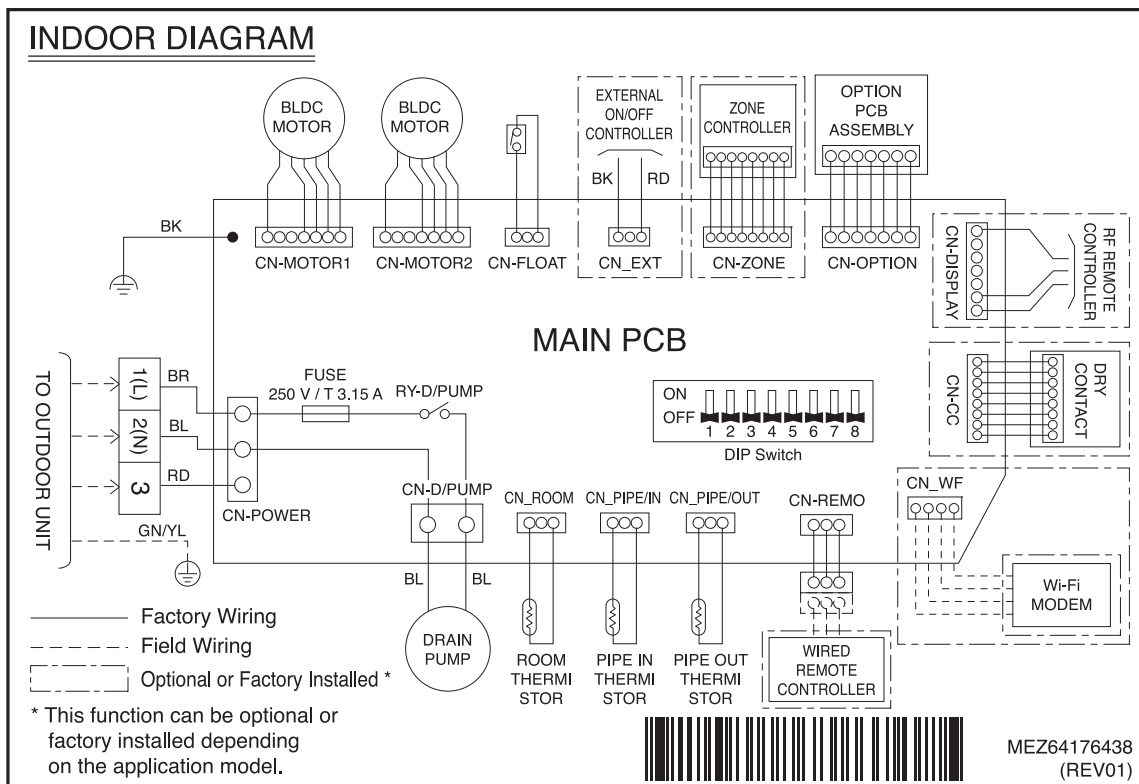 INDOOR DIAGRAM
BLDC
MOTOR
BLDC
MOTOR
EXTERNAL
ON/OFF
CONTROLLER
BK
RD
ZONE
CONTROLLER
OPTION
PCB
ASSEMBLY
BK
CN-MOTOR1
CN-MOTOR2
CN-FLOAT
CN_EXT
CN-ZONE
CN-OPTION
CN-DISPLAY
RF REMOTE
CONTROLLER
MAIN PCB
TO OUTDOOR UNIT
1(L)
2(N)
3
BR
BL
RD
GN/YL
CN-POWER
FUSE
250 V / T 3.15 A
RY-D/PUMP
ON
OFF
1 2 3 4 5 6 7 8
DIP Switch
CN-CC
DRY
CONTACT
CN-D/PUMP
CN_ROOM
CN_PIPE/IN
CN_PIPE/OUT
CN-REMO
CN_WF
Wi-Fi
MODEM
BL
BL
DRAIN
PUMP
ROOM
THERMI
STOR
PIPE IN
THERMI
STOR
PIPE OUT
THERMI
STOR
WIRED
REMOTE
CONTROLLER
Factory Wiring
Field Wiring
Optional or Factory Installed *
* This function can be optional or
factory installed depending
on the application model.
MEZ64176438
(REV01)